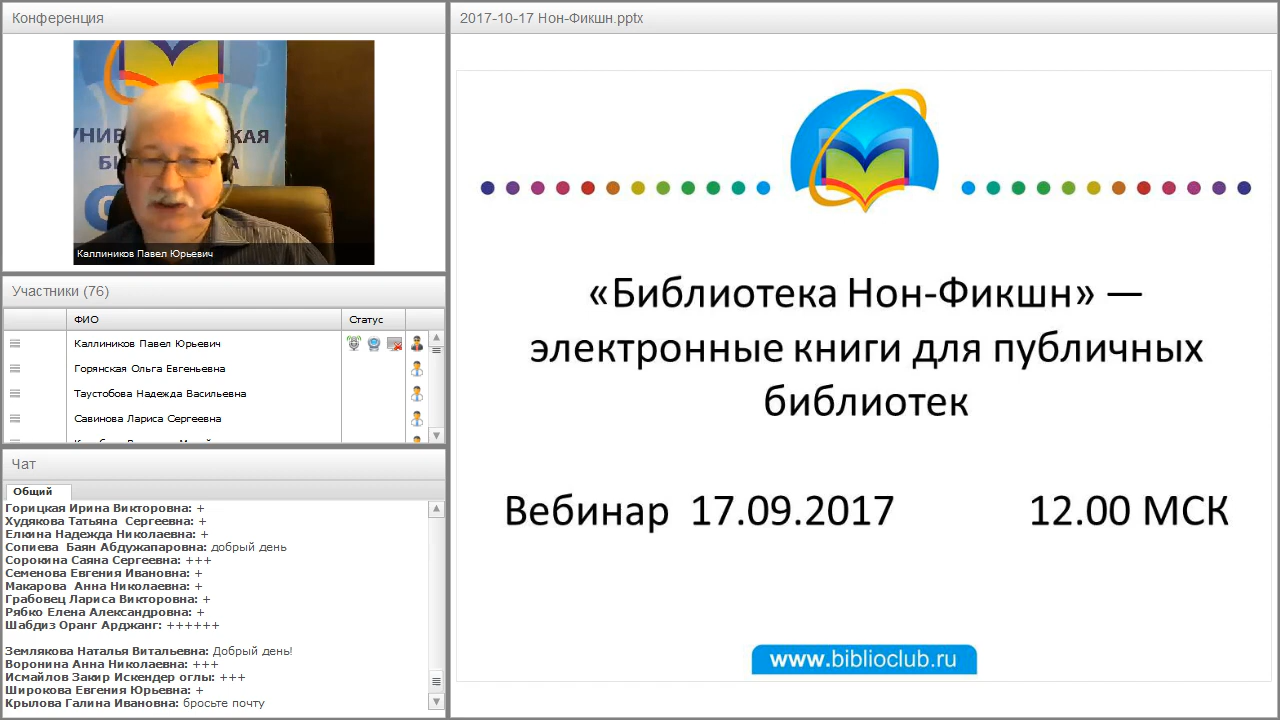 Конференция
УНИВЕ СКАЯ
Каллиников Павел Юрьевич
Участники (76)
ФИО Статус
Каллиников Павел Юрьевич
Горянская Ольга Евгеньевна
Таустобова Надежда Васильевна
Савинова Лариса Сергеевна
Чат
Общий
Горицкая Ирина Викторовна: +
Худякова Татьяна Сергеевна: +
Елкина Надежда Николаевна: +
Сопиева Баян Абдужапаровна: добрый день
Сорокина Саяна Сергеевна: +++
Семенова Евгения Ивановна: +
Макарова Анна Николаевна: +
Грабовец Лариса Викторовна: +
Рябко Елена Александровна: +
Шабдиз Оранг Арджанг: ++++++
Землякова Наталья Витальевна: Добрый день!
Воронина Анна Николаевна: +++
Исмайлов Закир Искендер оглы: +++
Широкова Евгения Юрьевна: +
Крылова Галина Ивановна: бросьте почту
2017-10-17 Нон-Фикшн.pptx
«Библиотека Нон-Фикшн» —
электронные книги для публичных
библиотек
Вебинар 17.09.2017 12.00 МСК
www.biblioclub.ru